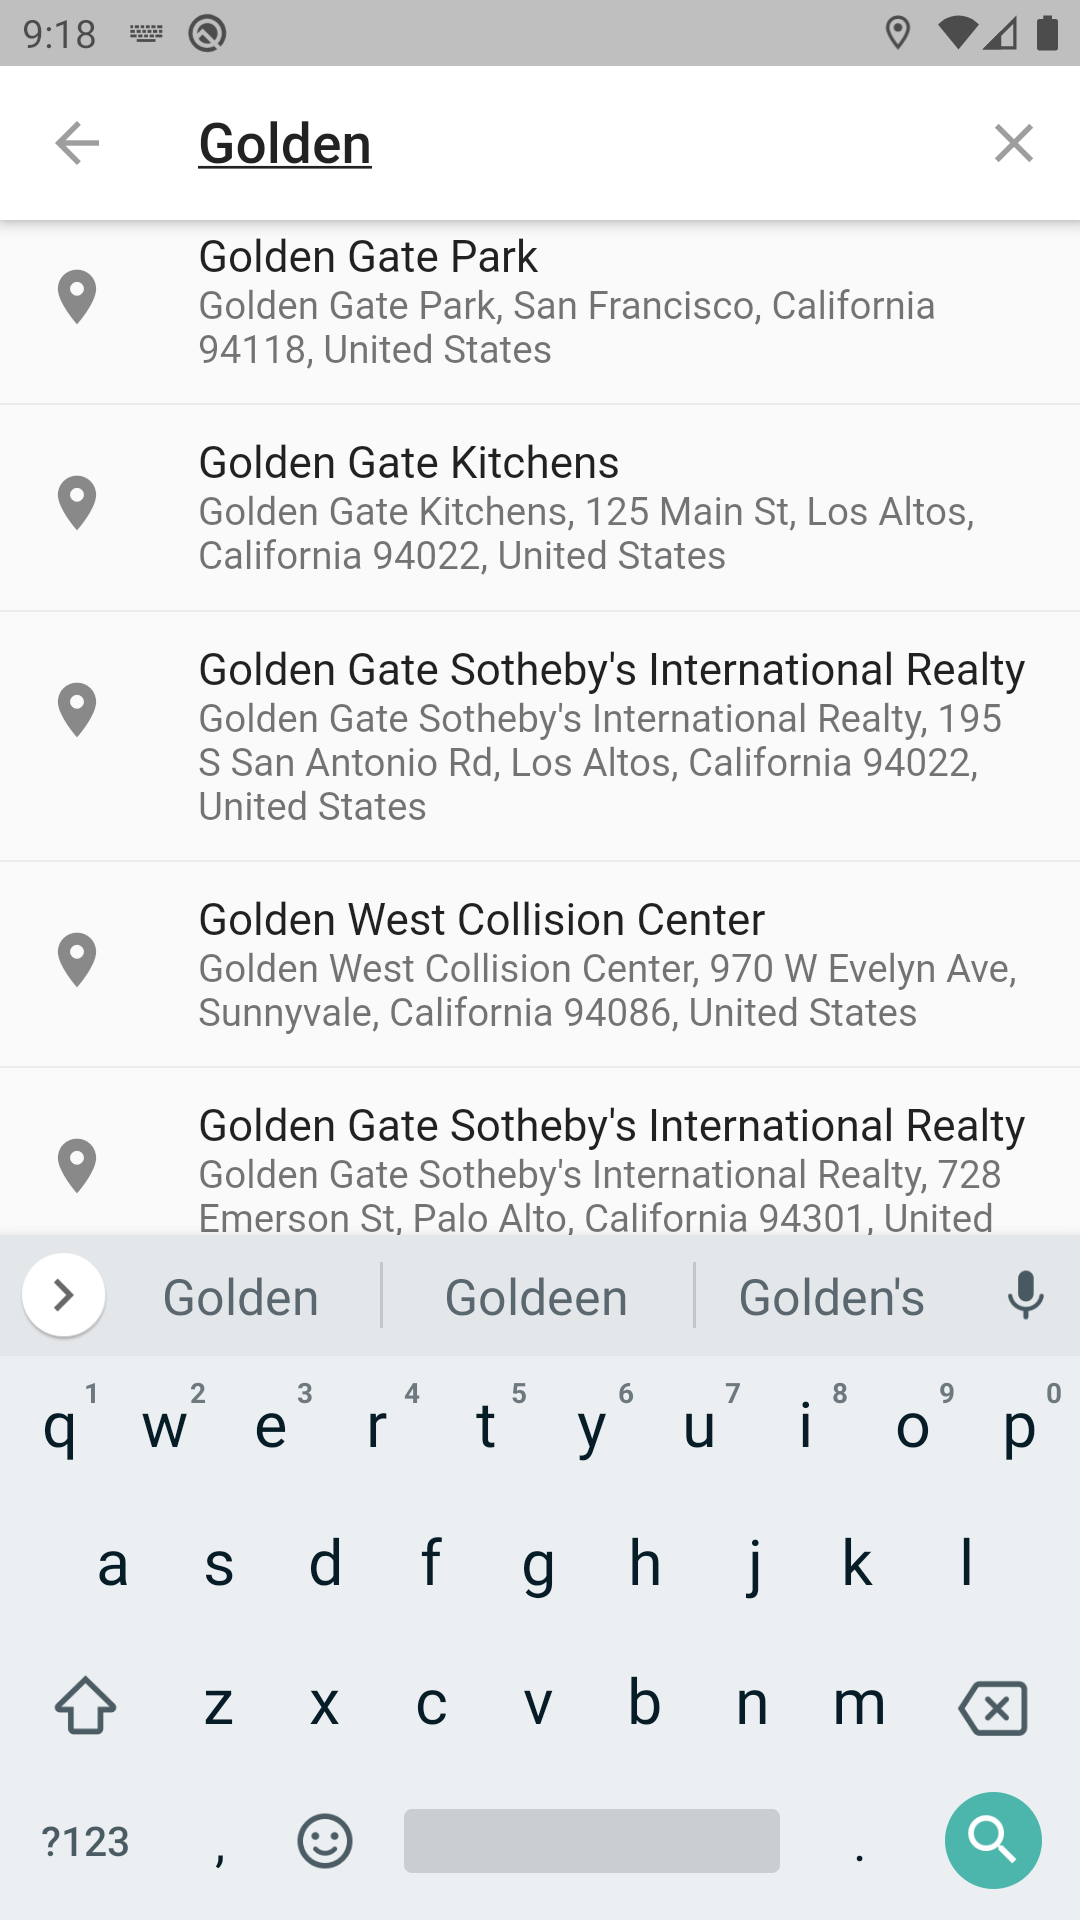 9:18
Golden
Golden Gate Park
Golden Gate Park, San Francisco, California
94118, United States
Golden Gate Kitchens
Golden Gate Kitchens, 125 Main St, Los Altos,
California 94022, United States
Golden Gate Sotheby's International Realty
Golden Gate Sotheby's International Realty, 195
S San Antonio Rd, Los Altos, California 94022,
United States
Golden West Collision Center
Golden West Collision Center, 970 W Evelyn Ave,
Sunnyvale, California 94086, United States
Golden Gate Sotheby's International Realty
Golden Gate Sotheby's International Realty, 728
Emerson St, Palo Alto, California 94301, United
Golden Goldeen Golden's
1 2 3 4 5 6 7 8 9 0
q w e r t y u i o p
a s d f g h j k l
z x c v b n m
?123 , .